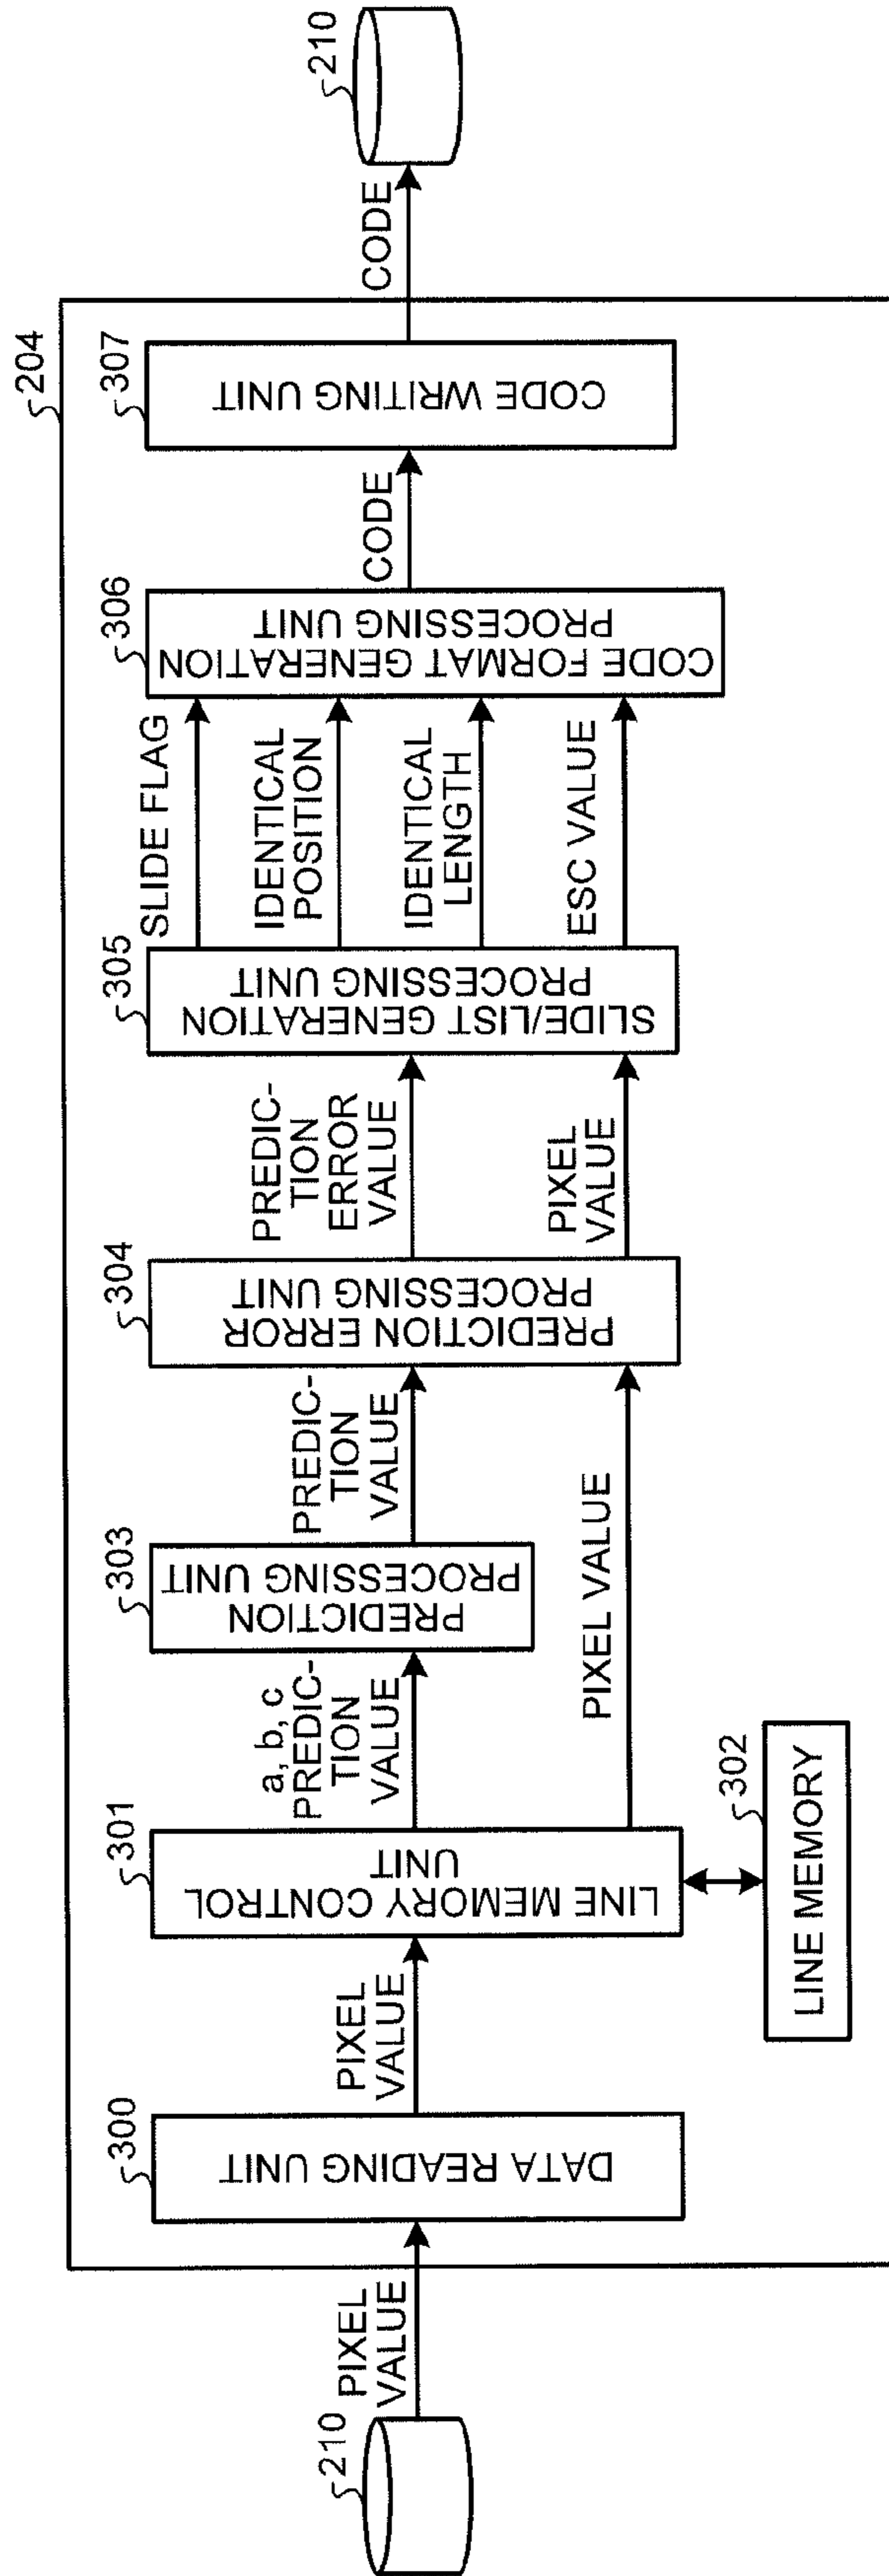 210
PIXEL
VALUE
204
300
DATA READING UNIT
PIXEL
VALUE
301
LINE MEMORY CONTROL
UNIT
302
LINE MEMORY
a, b, c
PREDIC-
TION
VALUE
PIXEL VALUE
303
PREDICTION
PROCESSING UNIT
PREDIC-
TION
VALUE
304
PREDICTION ERROR
PROCESSING UNIT
PREDIC-
TION
ERROR
VALUE
PIXEL
VALUE
305
SLIDE/LIST GENERATION
PROCESSING UNIT
SLIDE FLAG
IDENTICAL
POSITION
IDENTICAL
LENGTH
ESC VALUE
306
CODE FORMAT GENERATION
PROCESSING UNIT
CODE
307
CODE WRITING UNIT
CODE
210